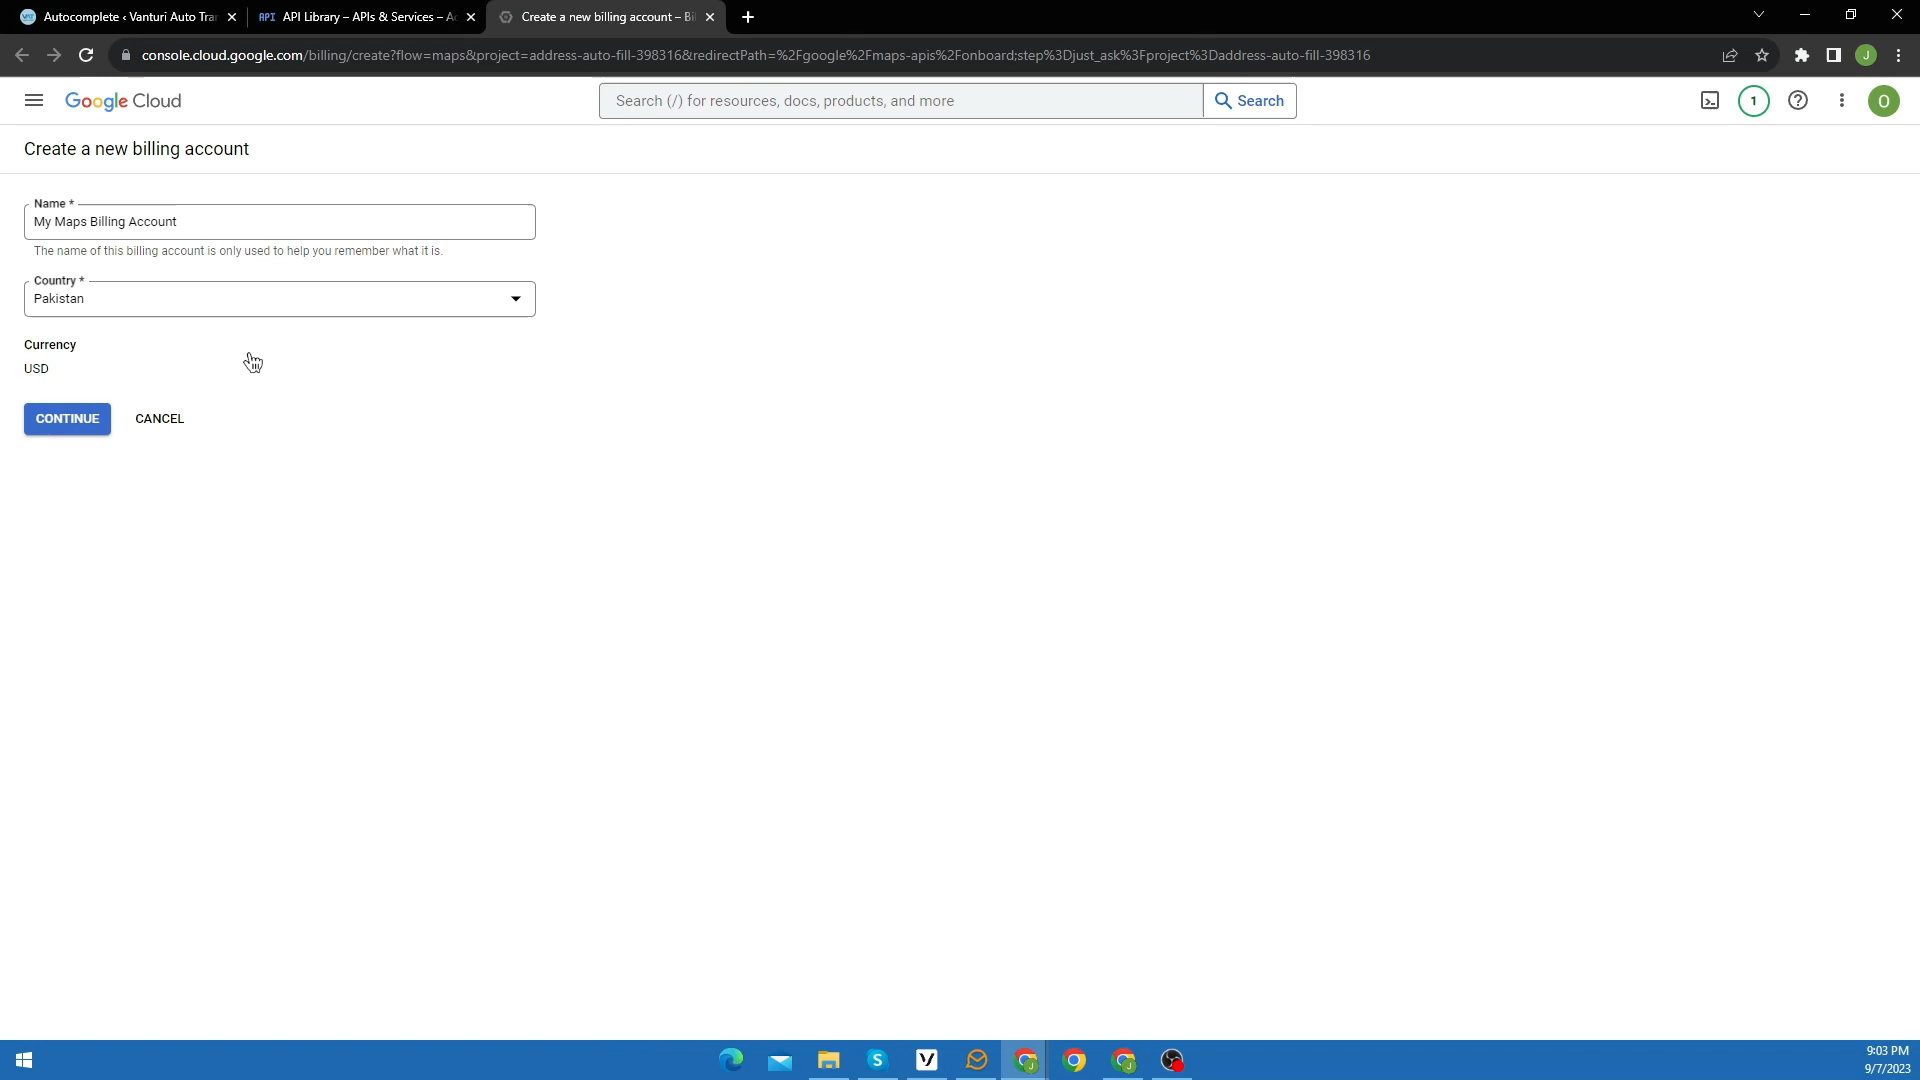 Autocomplete ‹ Vanturi Auto Tra
API Library – APIs & Services – A
Create a new billing account – Bi
console.cloud.google.com/billing/create?flow=maps&project=address-auto-fill-398316&redirectPath=%2Fgoogle%2Fmaps-apis%2Fonboard;step%3Djust_ask%3Fproject%3Daddress-auto-fill-398316
J
Google Cloud
Search (/) for resources, docs, products, and more
Search
1
O
Create a new billing account
Name *
My Maps Billing Account
The name of this billing account is only used to help you remember what it is.
Country *
Pakistan
Currency
USD
CONTINUE
CANCEL
9:03 PM
9/7/2023